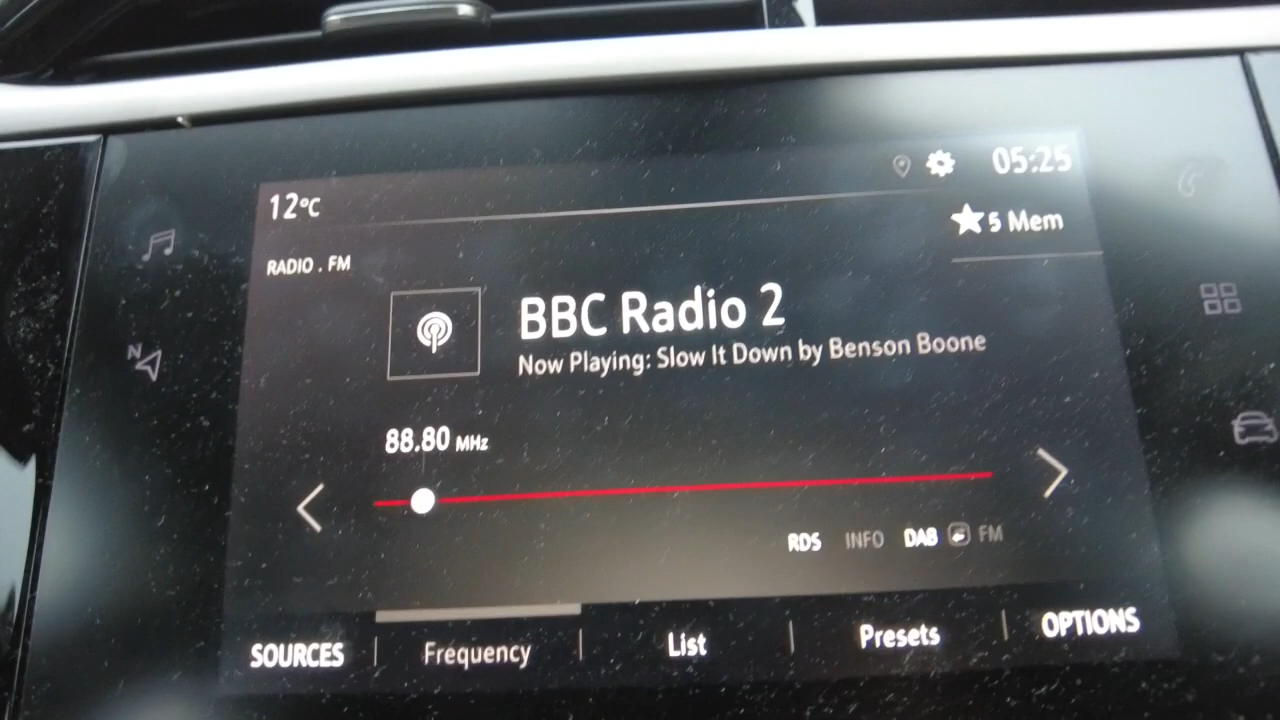 05:25
12°C
★5 Mem
RADIO . FM
BBC Radio 2
Now Playing: Slow It Down by Benson Boone
88.80 MHz
RDS INFO DAB FM
SOURCES Frequency List Presets OPTIONS
N